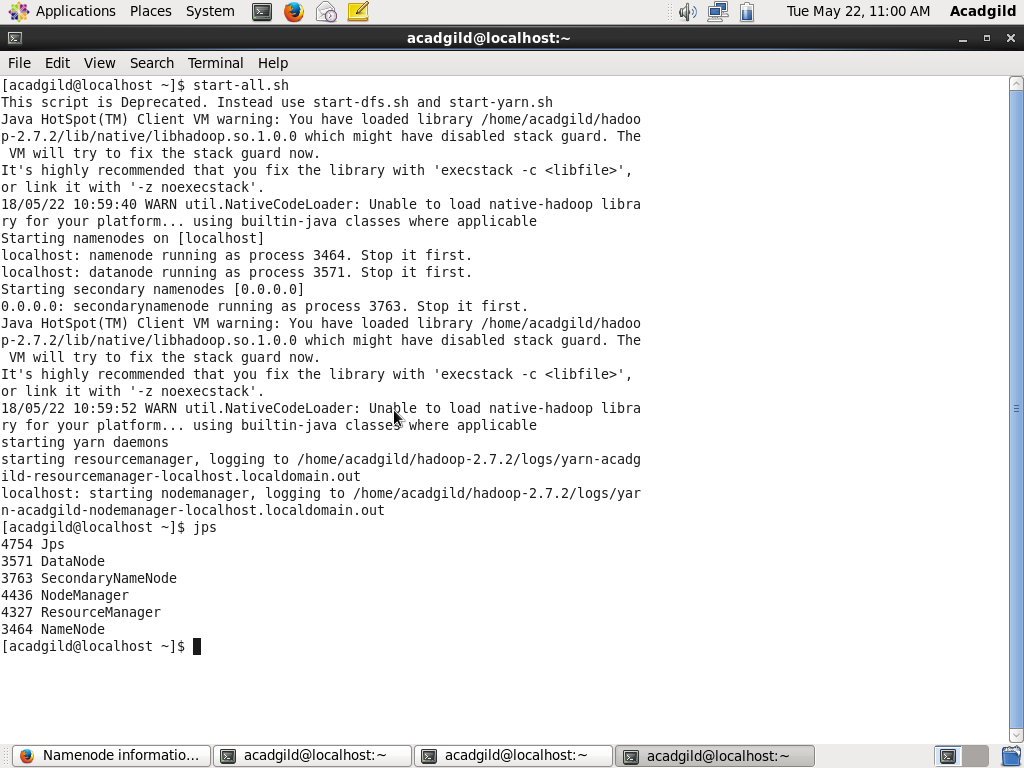 Applications Places System Tue May 22, 11:00 AM Acadgild
acadgild@localhost:~
File Edit View Search Terminal Help
[acadgild@localhost ~]$ start-all.sh
This script is Deprecated. Instead use start-dfs.sh and start-yarn.sh
Java HotSpot(TM) Client VM warning: You have loaded library /home/acadgild/hadoo
p-2.7.2/lib/native/libhadoop.so.1.0.0 which might have disabled stack guard. The
 VM will try to fix the stack guard now.
It's highly recommended that you fix the library with 'execstack -c <libfile>',
or link it with '-z noexecstack'.
18/05/22 10:59:40 WARN util.NativeCodeLoader: Unable to load native-hadoop libra
ry for your platform... using builtin-java classes where applicable
Starting namenodes on [localhost]
localhost: namenode running as process 3464. Stop it first.
localhost: datanode running as process 3571. Stop it first.
Starting secondary namenodes [0.0.0.0]
0.0.0.0: secondarynamenode running as process 3763. Stop it first.
Java HotSpot(TM) Client VM warning: You have loaded library /home/acadgild/hadoo
p-2.7.2/lib/native/libhadoop.so.1.0.0 which might have disabled stack guard. The
 VM will try to fix the stack guard now.
It's highly recommended that you fix the library with 'execstack -c <libfile>',
or link it with '-z noexecstack'.
18/05/22 10:59:52 WARN util.NativeCodeLoader: Unable to load native-hadoop libra
ry for your platform... using builtin-java classes where applicable
starting yarn daemons
starting resourcemanager, logging to /home/acadgild/hadoop-2.7.2/logs/yarn-acadg
ild-resourcemanager-localhost.localdomain.out
localhost: starting nodemanager, logging to /home/acadgild/hadoop-2.7.2/logs/yar
n-acadgild-nodemanager-localhost.localdomain.out
[acadgild@localhost ~]$ jps
4754 Jps
3571 DataNode
3763 SecondaryNameNode
4436 NodeManager
4327 ResourceManager
3464 NameNode
[acadgild@localhost ~]$
Namenode informatio... acadgild@localhost:~ acadgild@localhost:~ acadgild@localhost:~